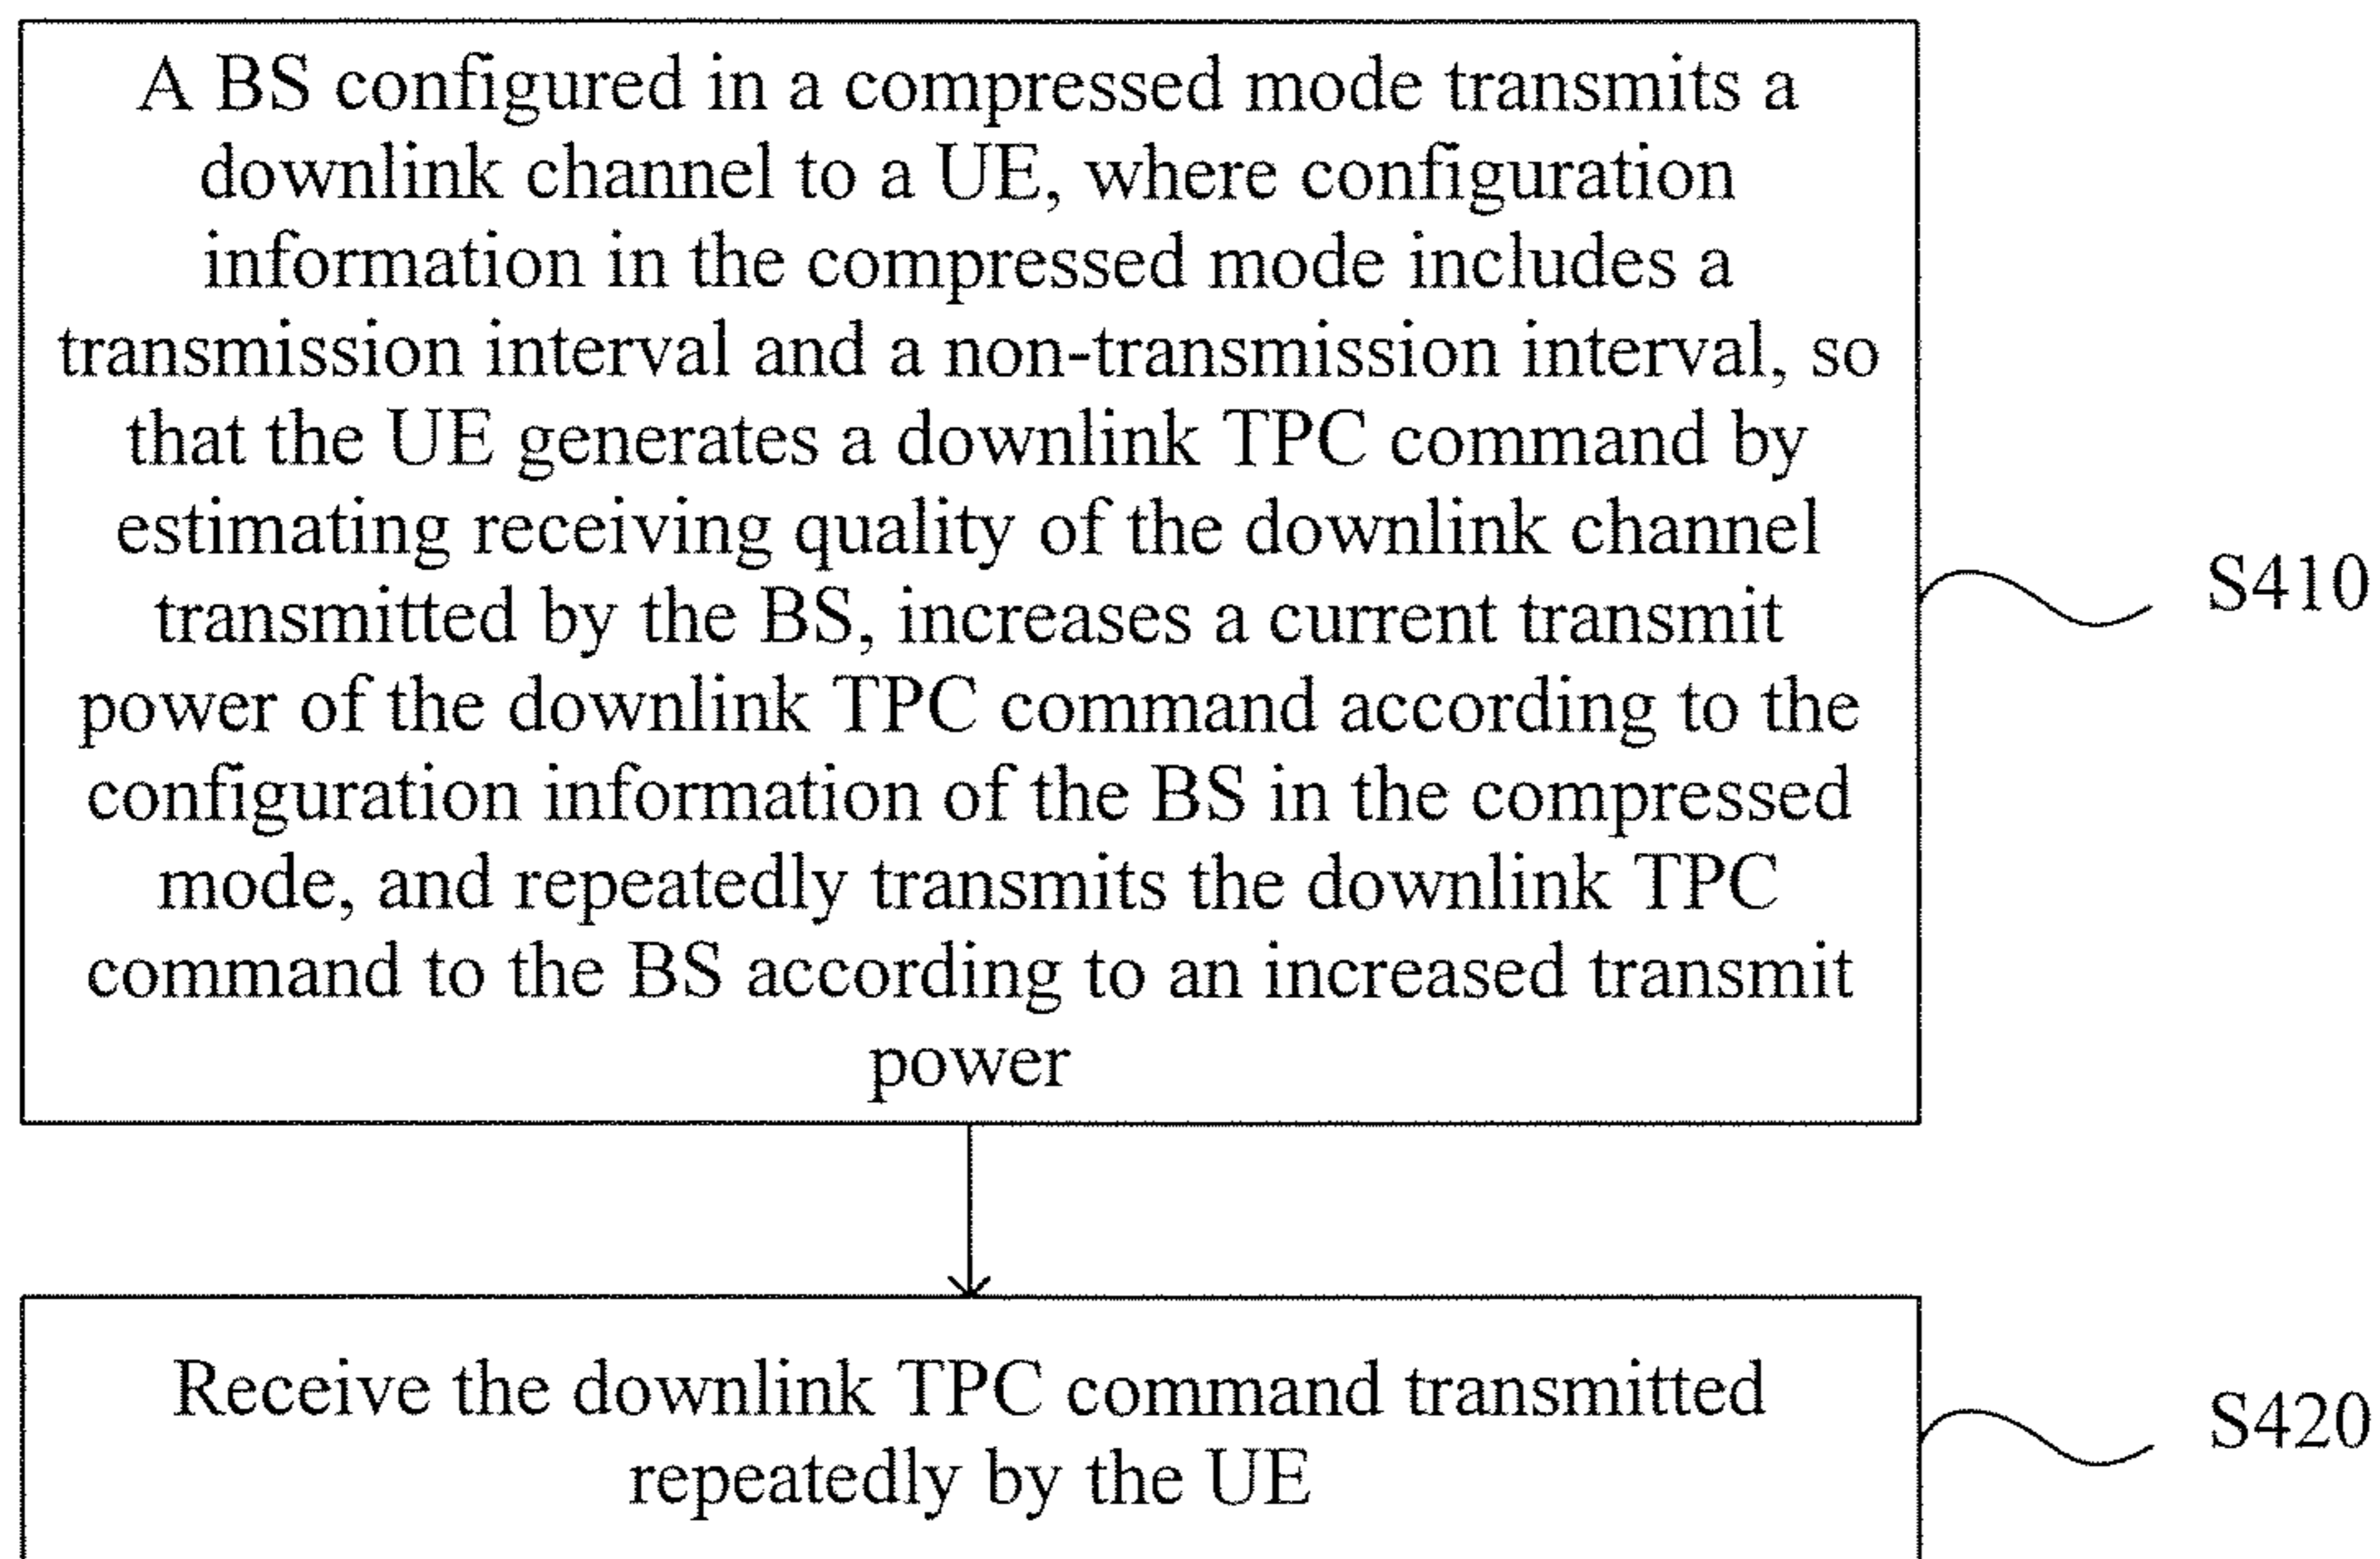 A BS configured in a compressed mode transmits a
downlink channel to a UE, where configuration
information in the compressed mode includes a
transmission interval and a non-transmission interval, so
that the UE generates a downlink TPC command by
estimating receiving quality of the downlink channel
transmitted by the BS, increases a current transmit
power of the downlink TPC command according to the
configuration information of the BS in the compressed
mode, and repeatedly transmits the downlink TPC
command to the BS according to an increased transmit
power
S410
Receive the downlink TPC command transmitted
repeatedly by the UE
S420